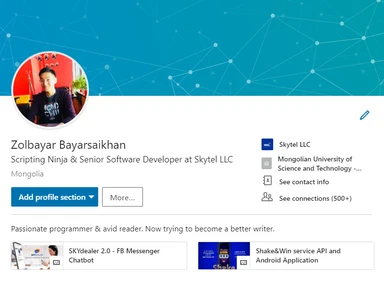 Zolbayar Bayarsaikhan
Scripting Ninja & Senior Software Developer at Skytel LLC
Mongolia
Add profile section
More...
Skytel LLC
Mongolian University of
Science and Technology -...
See contact info
See connections (500+)
Passionate programmer & avid reader. Now trying to become a better writer.
SKYdealer 2.0 - FB Messenger
Chatbot
Shake&Win service API and
Android Application